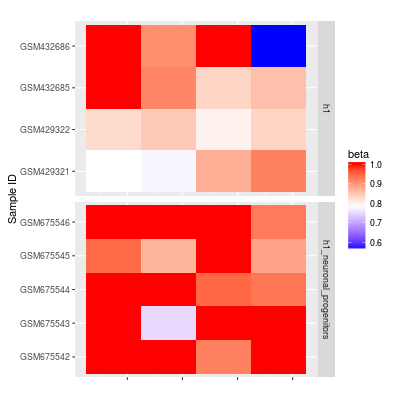 Sample ID
GSM432686
GSM432685
GSM429322
GSM429321
h1
GSM675546
GSM675545
GSM675544
GSM675543
GSM675542
h1_neuronal_progenitors
beta
1.0
0.9
0.8
0.7
0.6